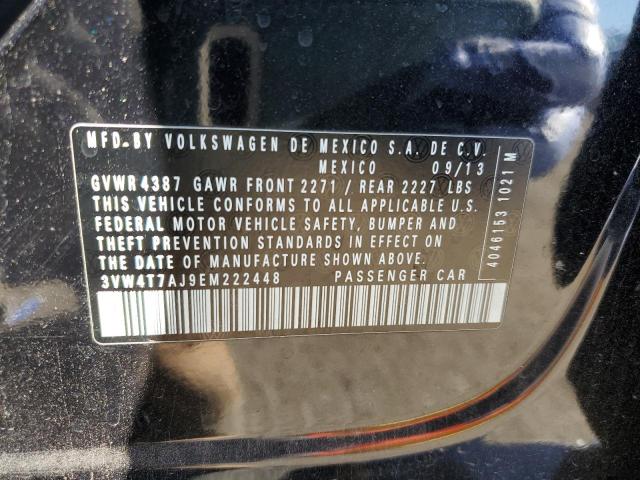 MFD.BY VOLKSWAGEN DE MEXICO S.A. DE C.V.
MEXICO 09/13
GVWR 4387 GAWR FRONT 2271 / REAR 2227 LBS
THIS VEHICLE CONFORMS TO ALL APPLICABLE U.S.
FEDERAL MOTOR VEHICLE SAFETY, BUMPER AND
THEFT PREVENTION STANDARDS IN EFFECT ON
THE DATE OF MANUFACTURE SHOWN ABOVE.
3VW4T7AJ9EM222448 PASSENGER CAR
4046153 1021 M